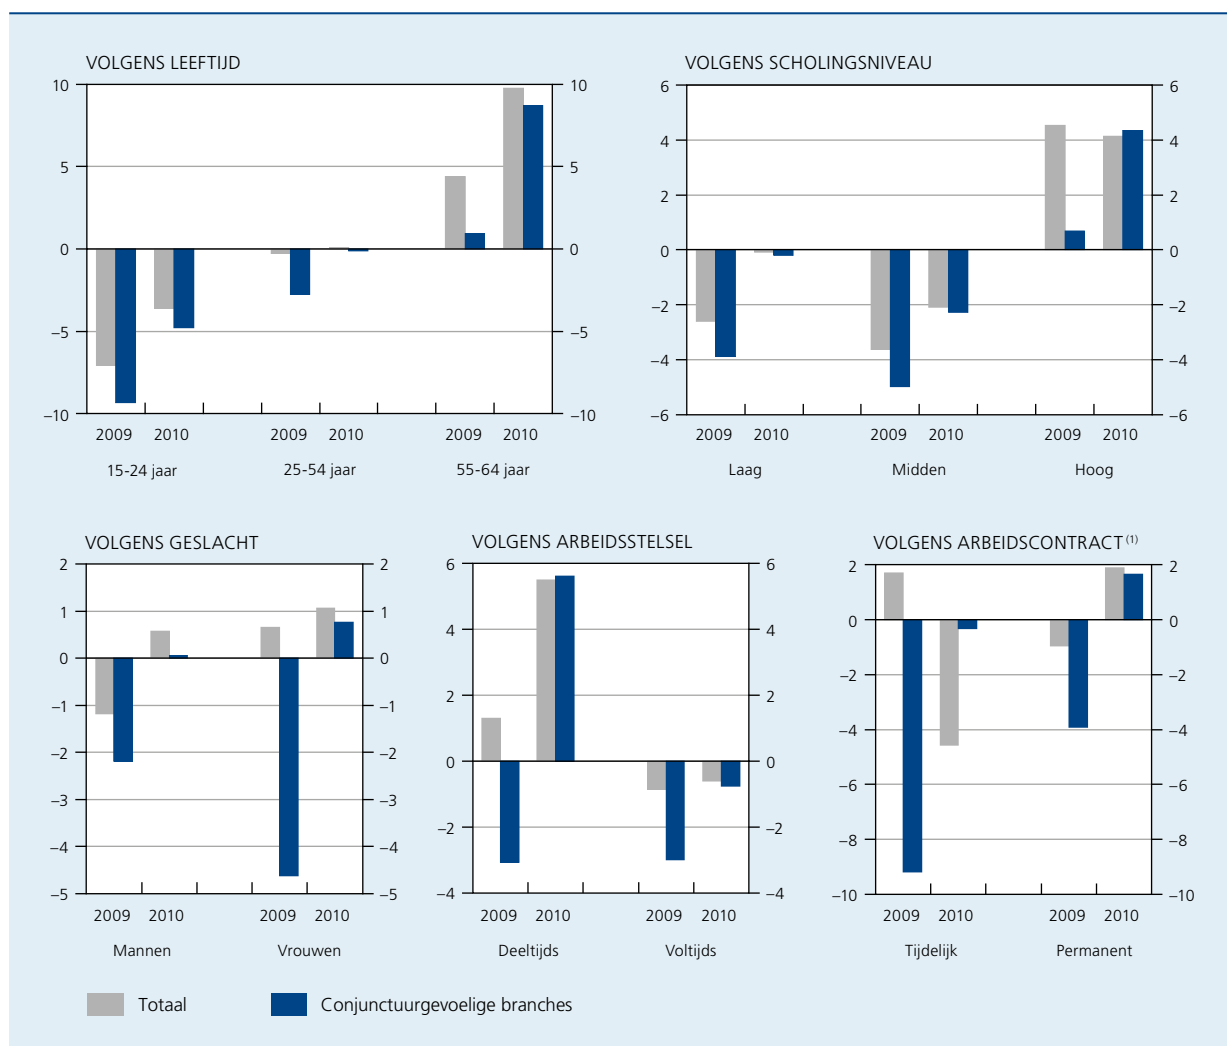 VOLGENS LEEFTIJD
10 10
5 5
0 0
–5 –5
–10 –10
2009 2010 2009 2010 2009 2010
15-24 jaar 25-54 jaar 55-64 jaar
VOLGENS SCHOLINGSNIVEAU
6 6
4 4
2 2
0 0
–2 –2
–4 –4
–6 –6
2009 2010 2009 2010 2009 2010
Laag Midden Hoog
VOLGENS GESLACHT
2 2
1 1
0 0
–1 –1
–2 –2
–3 –3
–4 –4
–5 –5
2009 2010 2009 2010
Mannen Vrouwen
VOLGENS ARBEIDSSTELSEL
6 6
4 4
2 2
0 0
–2 –2
–4 –4
2009 2010 2009 2010
Deeltijds Voltijds
VOLGENS ARBEIDSCONTRACT (1)
2 2
0 0
–2 –2
–4 –4
–6 –6
–8 –8
–10 –10
2009 2010 2009 2010
Tijdelijk Permanent
Totaal Conjunctuurgevoelige branches